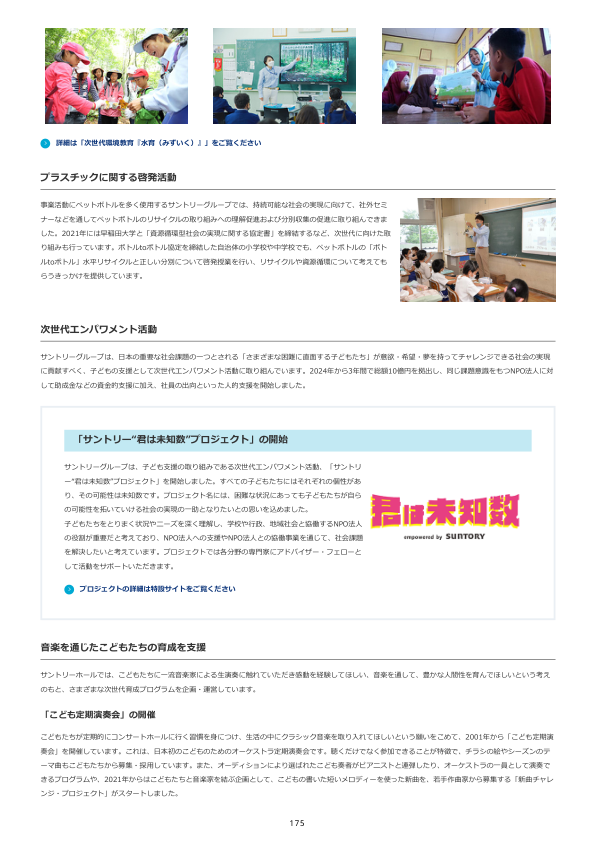 詳細は「次世代環境教育『水育（みずいく）』」をご覧ください
プラスチックに関する啓発活動
事業活動にペットボトルを多く使用するサントリーグループでは、持続可能な社会の実現に向けて、社外セミ
ナーなどを通してペットボトルのリサイクルの取り組みへの理解促進および分別収集の促進に取り組んできま
した。2021年には早稲田大学と「資源循環型社会の実現に関する協定書」を締結するなど、次世代に向けた取
り組みも行っています。ボトルtoボトル協定を締結した自治体の小学校や中学校でも、ペットボトルの「ボト
ルtoボトル」水平リサイクルと正しい分別について啓発授業を行い、リサイクルや資源循環について考えても
らうきっかけを提供しています。
次世代エンパワメント活動
サントリーグループは、日本の重要な社会課題の一つとされる「さまざまな困難に直面する子どもたち」が意欲・希望・夢を持ってチャレンジできる社会の実現
に貢献すべく、子どもの支援として次世代エンパワメント活動に取り組んでいます。2024年から3年間で総額10億円を拠出し、同じ課題意識をもつNPO法人に対
して助成金などの資金的支援に加え、社員の出向といった人的支援を開始しました。
「サントリー“君は未知数”プロジェクト」の開始
サントリーグループは、子ども支援の取り組みである次世代エンパワメント活動、「サントリ
ー“君は未知数”プロジェクト」を開始しました。すべての子どもたちにはそれぞれの個性があ
り、その可能性は未知数です。プロジェクト名には、困難な状況にあっても子どもたちが自ら
の可能性を拓いていける社会の実現の一助となりたいとの思いを込めました。
子どもたちをとりまく状況やニーズを深く理解し、学校や行政、地域社会と協働するNPO法人
の役割が重要だと考えており、NPO法人への支援やNPO法人との協働事業を通じて、社会課題
を解決したいと考えています。プロジェクトでは各分野の専門家にアドバイザー・フェローと
して活動をサポートいただきます。
君は未知数
empowered by SUNTORY
プロジェクトの詳細は特設サイトをご覧ください
音楽を通じたこどもたちの育成を支援
サントリーホールでは、こどもたちに一流音楽家による生演奏に触れていただき感動を経験してほしい、音楽を通して、豊かな人間性を育んでほしいという考え
のもと、さまざまな次世代育成プログラムを企画・運営しています。
「こども定期演奏会」の開催
こどもたちが定期的にコンサートホールに行く習慣を身につけ、生活の中にクラシック音楽を取り入れてほしいという願いをこめて、2001年から「こども定期演
奏会」を開催しています。これは、日本初のこどものためのオーケストラ定期演奏会です。聴くだけでなく参加できることが特徴で、チラシの絵やシーズンのテ
ーマ曲もこどもたちから募集・採用しています。また、オーディションにより選ばれたこども奏者がピアニストと連弾したり、オーケストラの一員として演奏で
きるプログラムや、2021年からはこどもたちと音楽家を結ぶ企画として、こどもの書いた短いメロディーを使った新曲を、若手作曲家から募集する「新曲チャレ
ンジ・プロジェクト」がスタートしました。
175